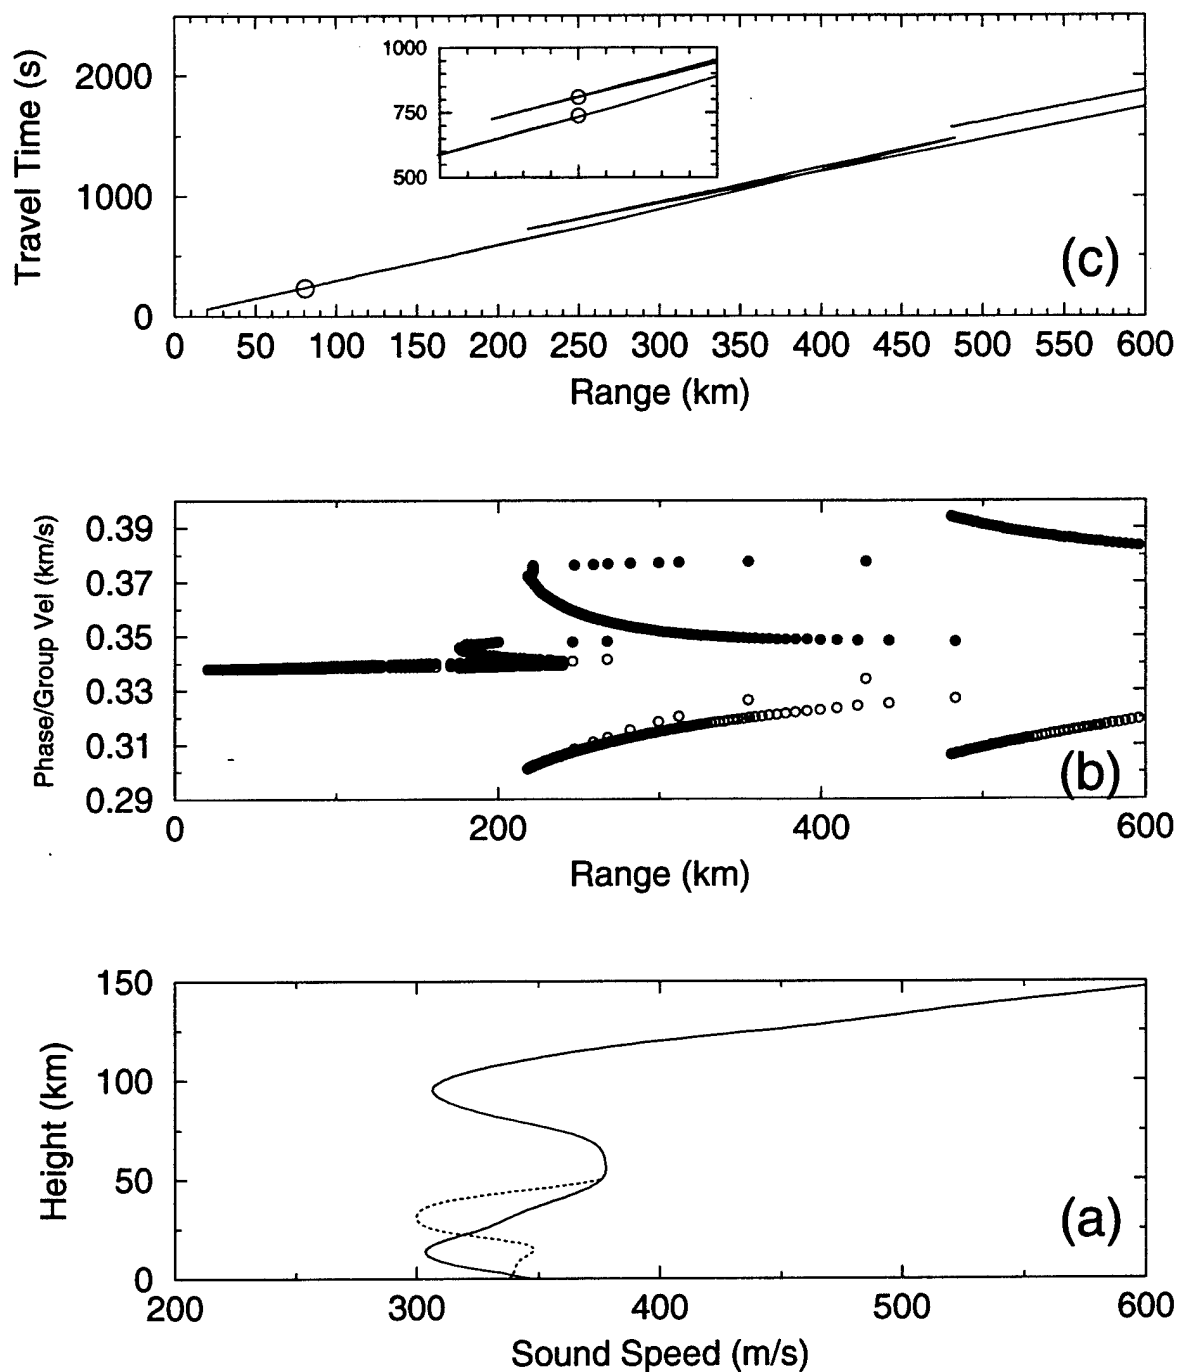 2000
1000
0
Travel Time (s)
1000
750
500
(c)
0 50 100 150 200 250 300 350 400 450 500 550 600
Range (km)
0.39
0.37
0.35
0.33
0.31
0.29
Phase/Group Vel (km/s)
(b)
0 200 400 600
Range (km)
150
100
50
0
Height (km)
(a)
200 300 400 500 600
Sound Speed (m/s)